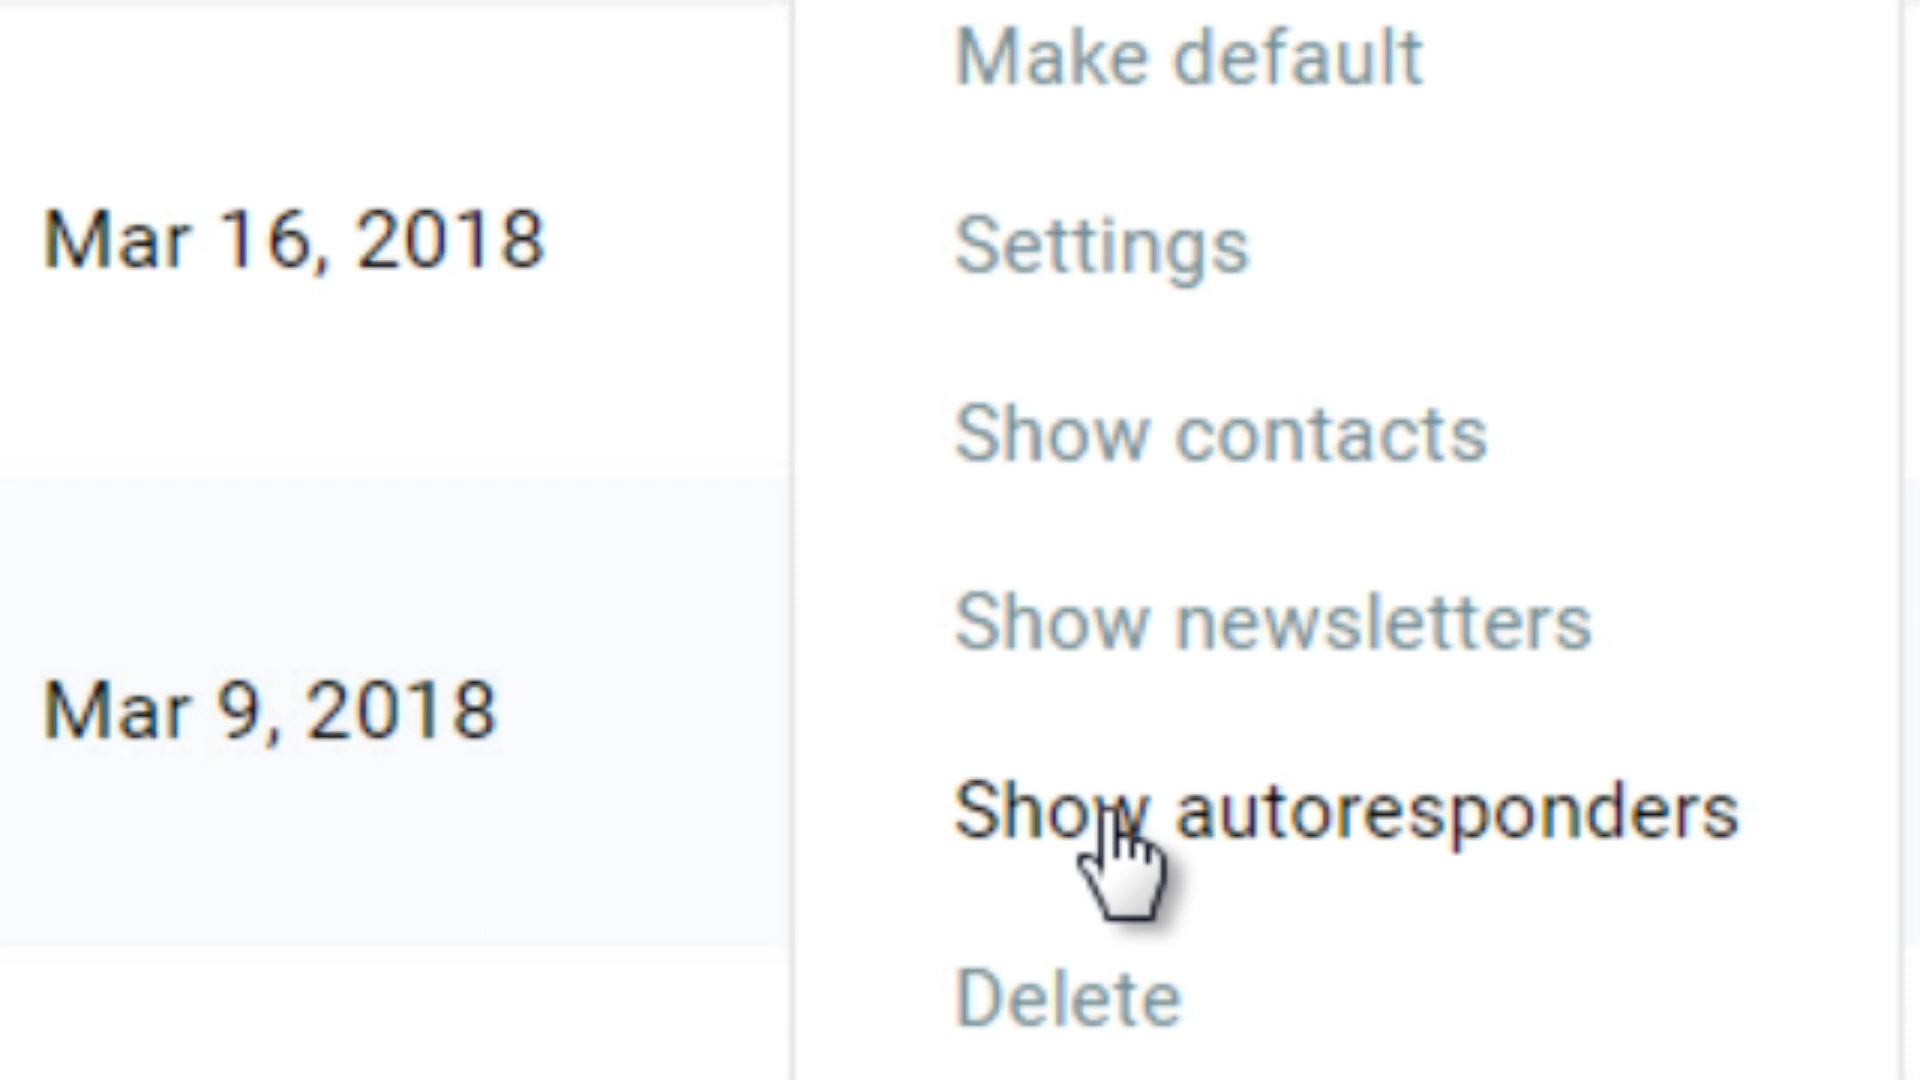 Make default
Mar 16, 2018
Settings
Show contacts
Show newsletters
Mar 9, 2018
Show autoresponders
Delete